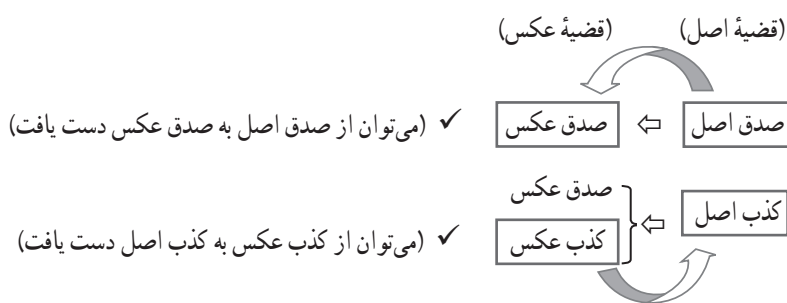 (قضیهٔ اصل) (قضیهٔ عکس)
صدق اصل ⇦ صدق عکس ✓ (می‌توان از صدق اصل به صدق عکس دست یافت)
صدق عکس
کذب اصل ⇦
کذب عکس ✓ (می‌توان از کذب عکس به کذب اصل دست یافت)